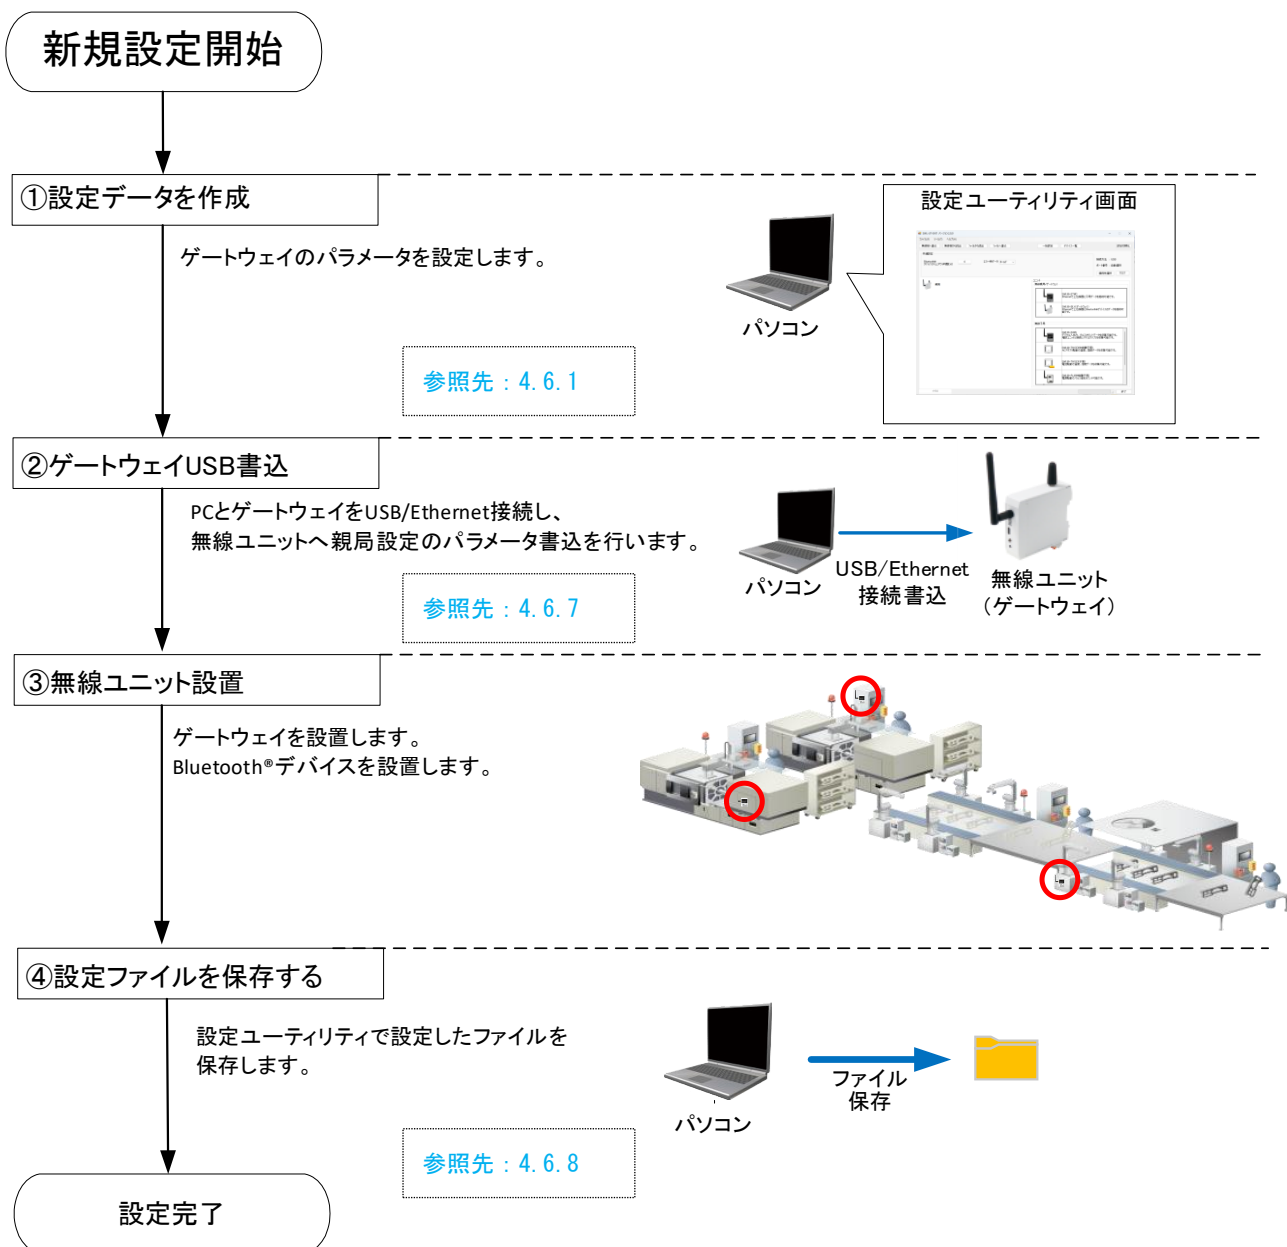 新規設定開始
①設定データを作成
ゲートウェイのパラメータを設定します。
パソコン
設定ユーティリティ画面
参照先：4.6.1
②ゲートウェイUSB書込
PCとゲートウェイをUSB/Ethernet接続し、
無線ユニットへ親局設定のパラメータ書込を行います。
パソコン
USB/Ethernet
接続書込
無線ユニット
（ゲートウェイ）
参照先：4.6.7
③無線ユニット設置
ゲートウェイを設置します。
Bluetooth®デバイスを設置します。
④設定ファイルを保存する
設定ユーティリティで設定したファイルを
保存します。
パソコン
ファイル
保存
参照先：4.6.8
設定完了